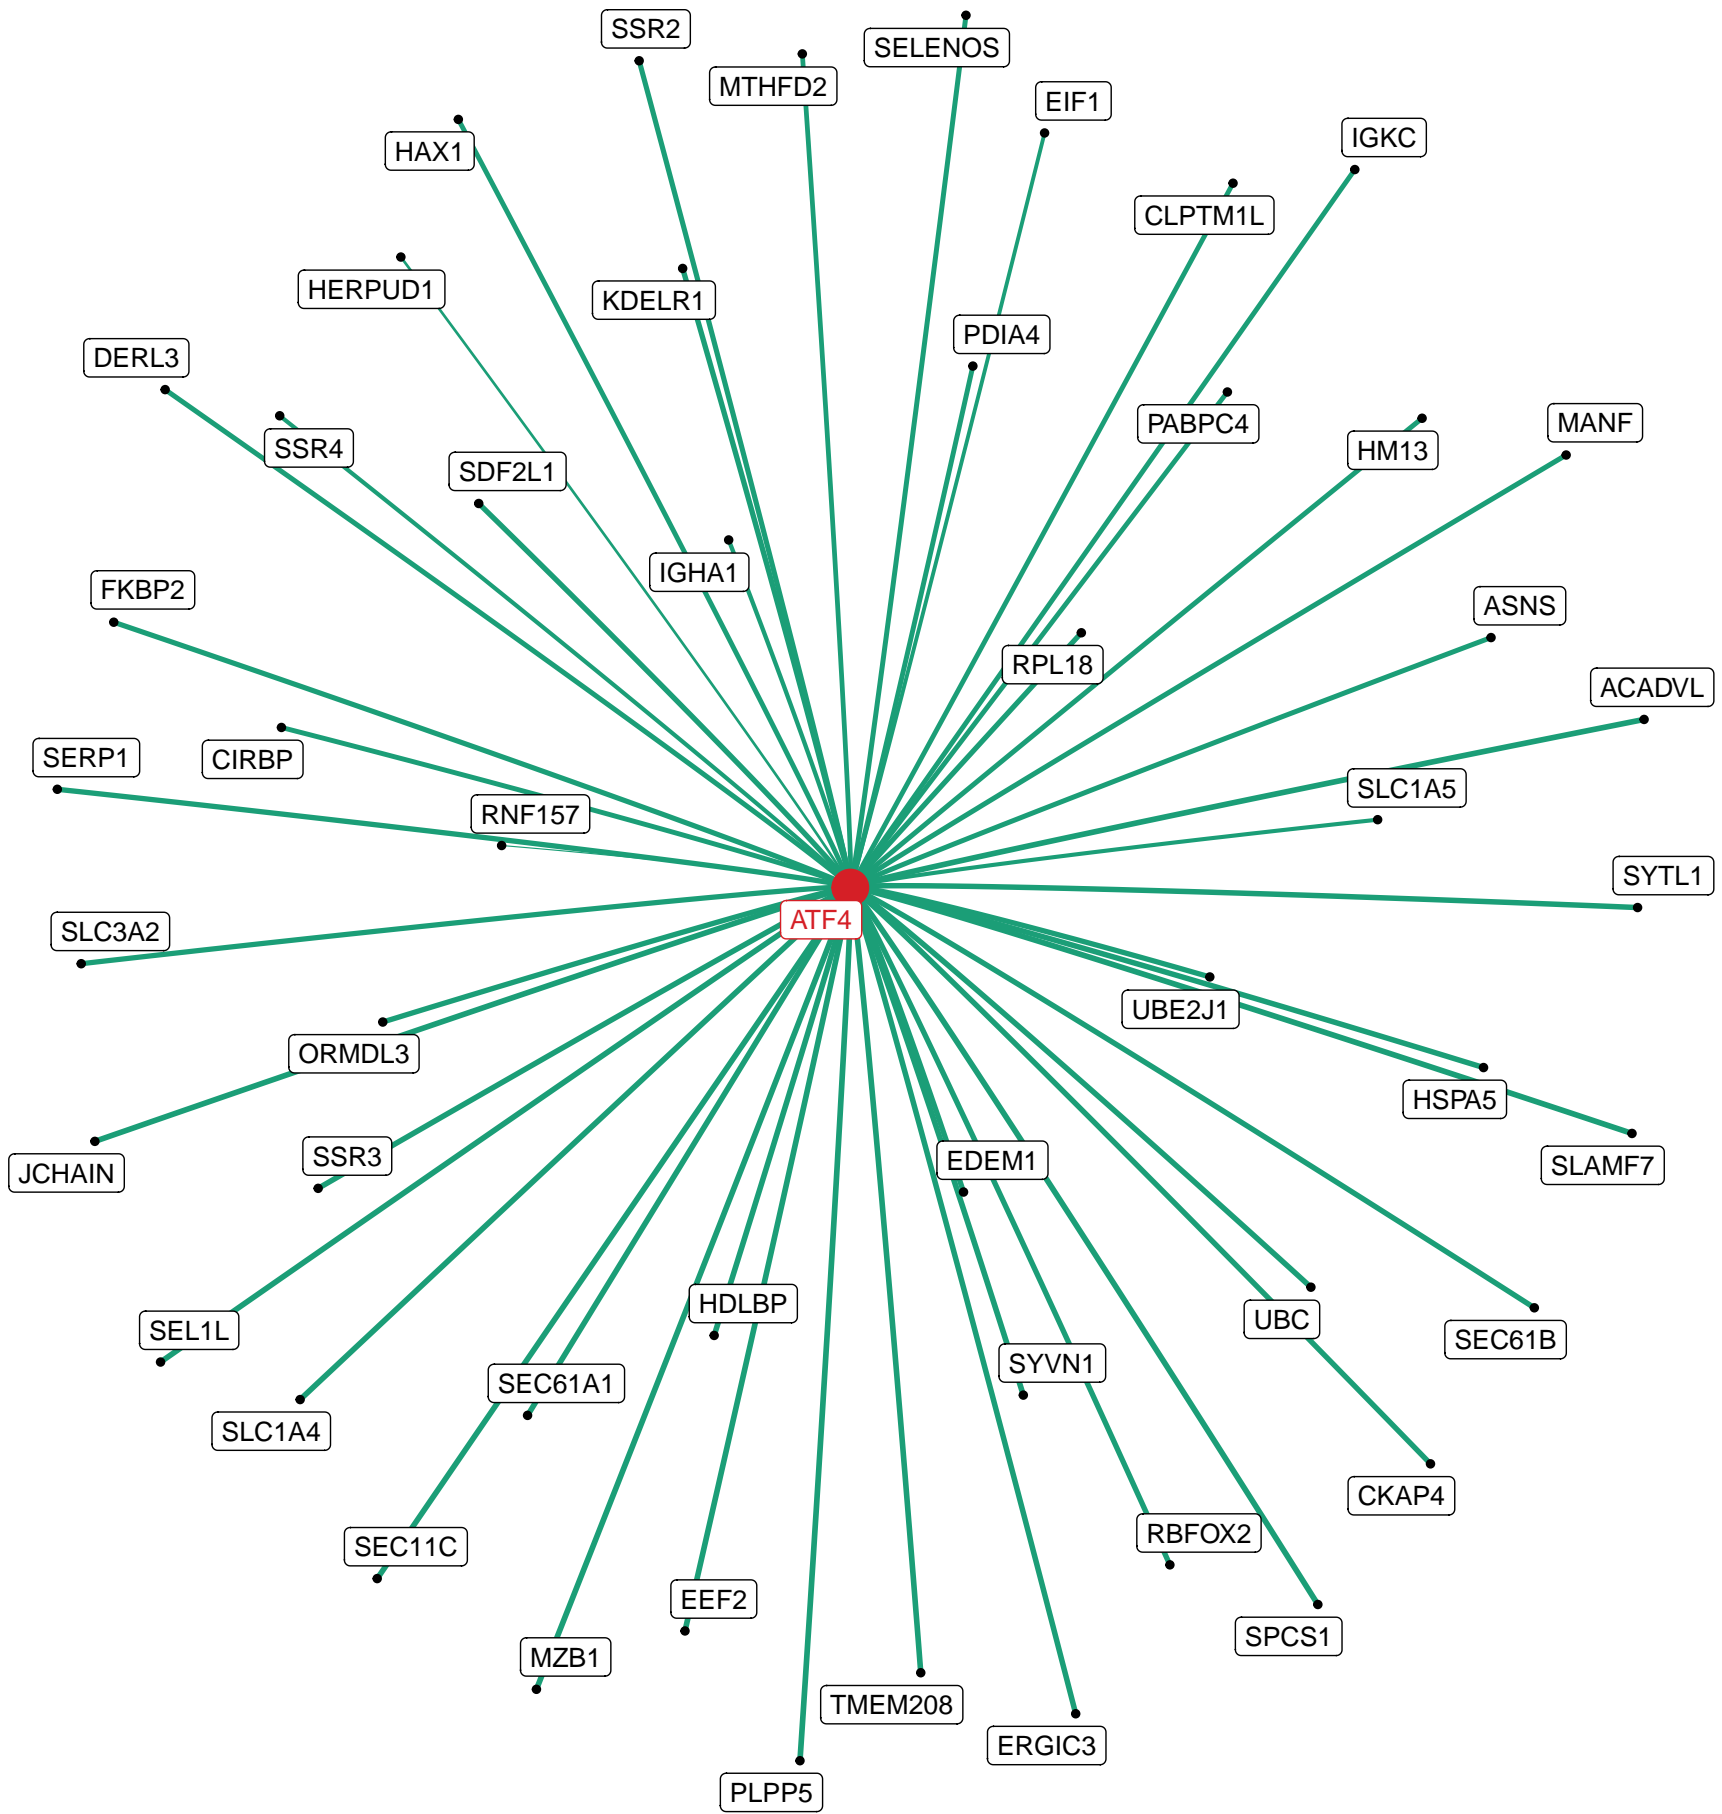 SSR2
SELENOS
MTHFD2
EIF1
IGKC
HAX1
CLPTM1L
HERPUD1
KDELR1
PDIA4
DERL3
PABPC4
MANF
SSR4
HM13
SDF2L1
IGHA1
FKBP2
ASNS
RPL18
ACADVL
SERP1
CIRBP
SLC1A5
RNF157
SYTL1
ATF4
SLC3A2
UBE2J1
ORMDL3
HSPA5
SSR3
EDEM1
SLAMF7
JCHAIN
HDLBP
UBC
SEL1L
SEC61B
SYVN1
SEC61A1
SLC1A4
CKAP4
RBFOX2
SEC11C
EEF2
SPCS1
MZB1
TMEM208
ERGIC3
PLPP5